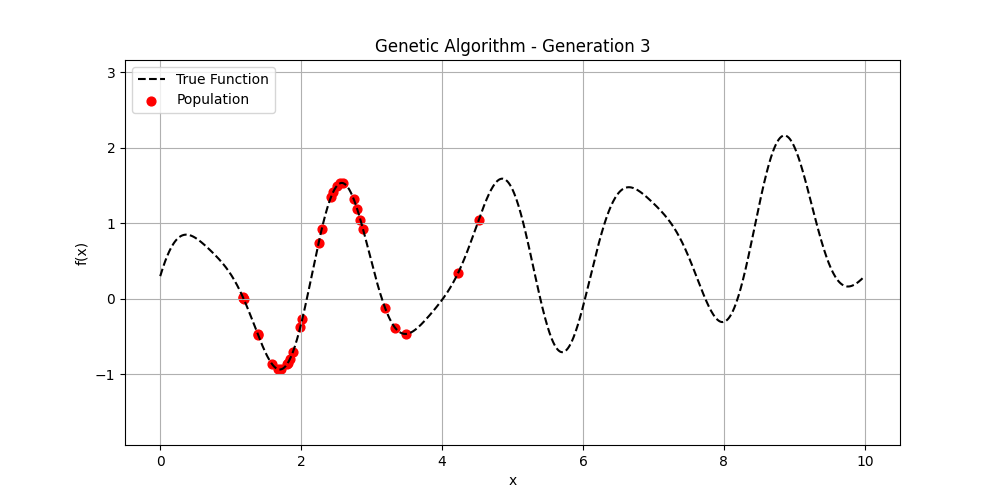 Genetic Algorithm - Generation 3
True Function
Population
f(x)
3
2
1
0
−1
0
2
4
6
8
10
x